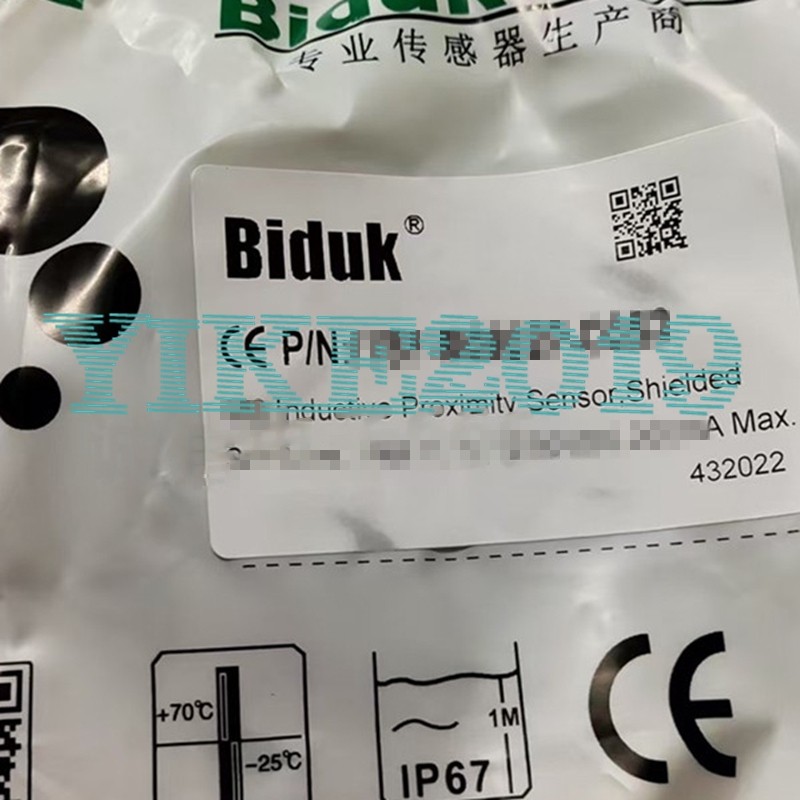 Biduk
专业传感器生产商
Biduk®
CE P/N:
Inductive Proximity Sensor,Shielded
A Max.
432022
YIKE2019
+70℃
-25℃
1M
IP67
CE